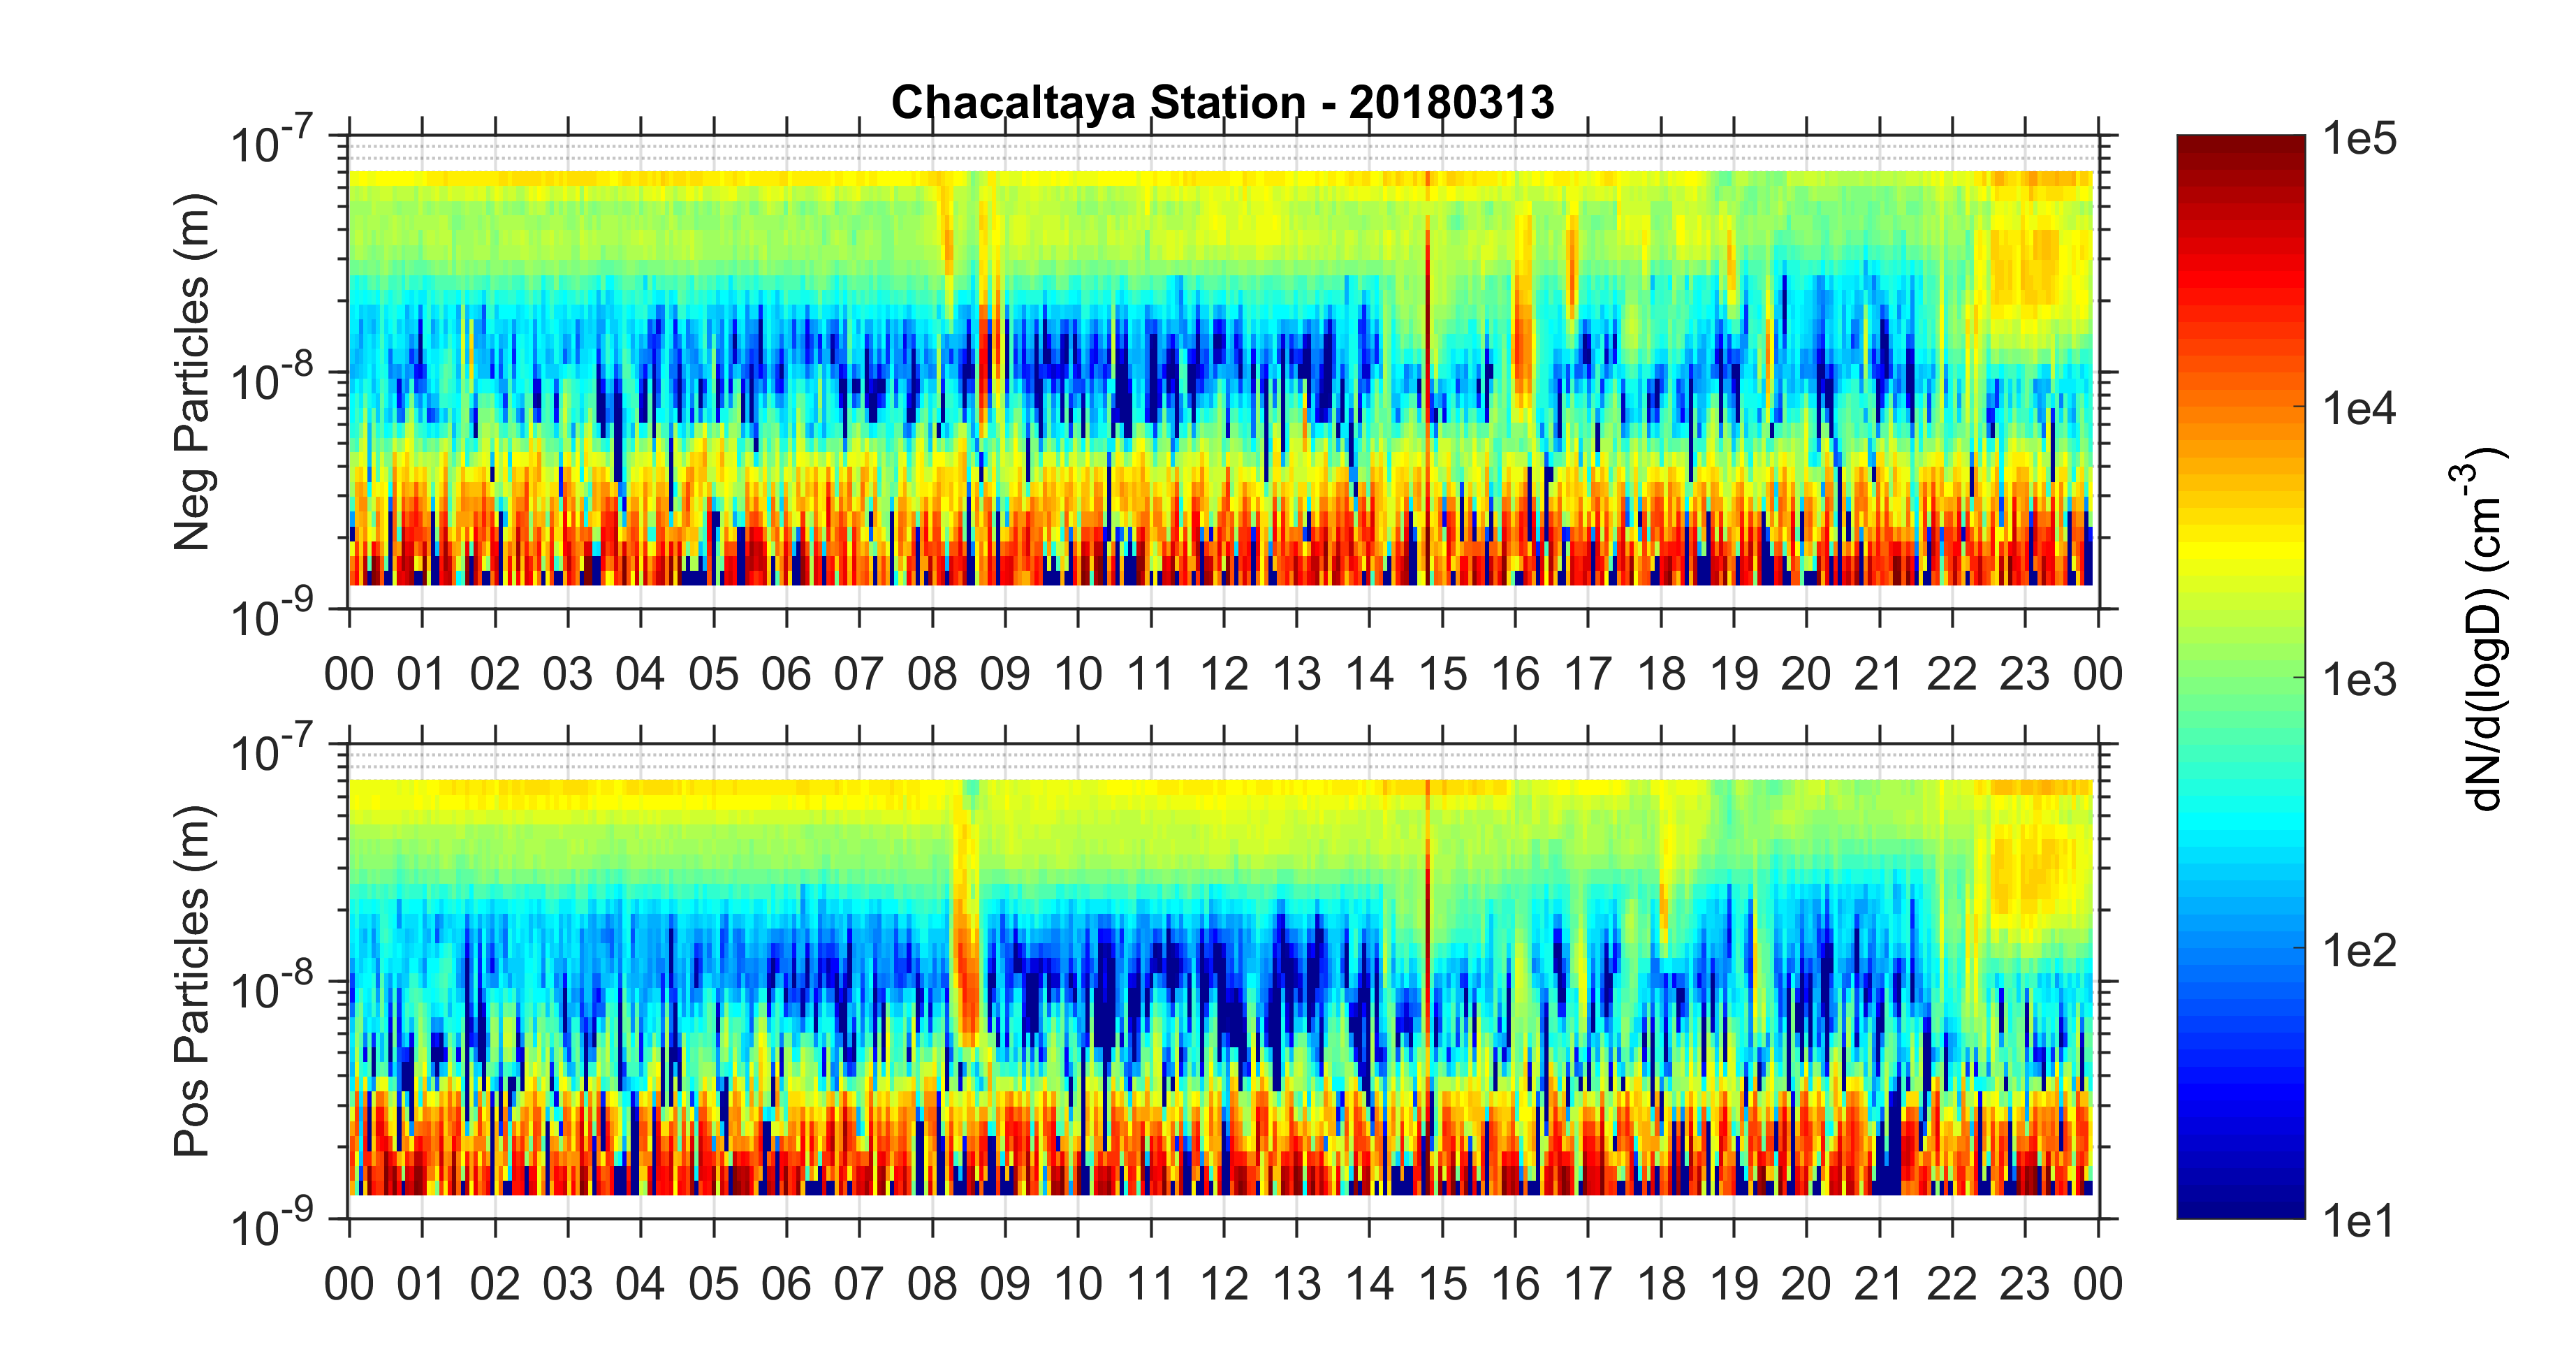 Chacaltaya Station - 20180313
Neg Particles (m)
10-7
10-8
10-9
00 01 02 03 04 05 06 07 08 09 10 11 12 13 14 15 16 17 18 19 20 21 22 23 00
Pos Particles (m)
10-7
10-8
10-9
00 01 02 03 04 05 06 07 08 09 10 11 12 13 14 15 16 17 18 19 20 21 22 23 00
1e5
1e4
1e3
1e2
1e1
dN/d(logD) (cm-3)